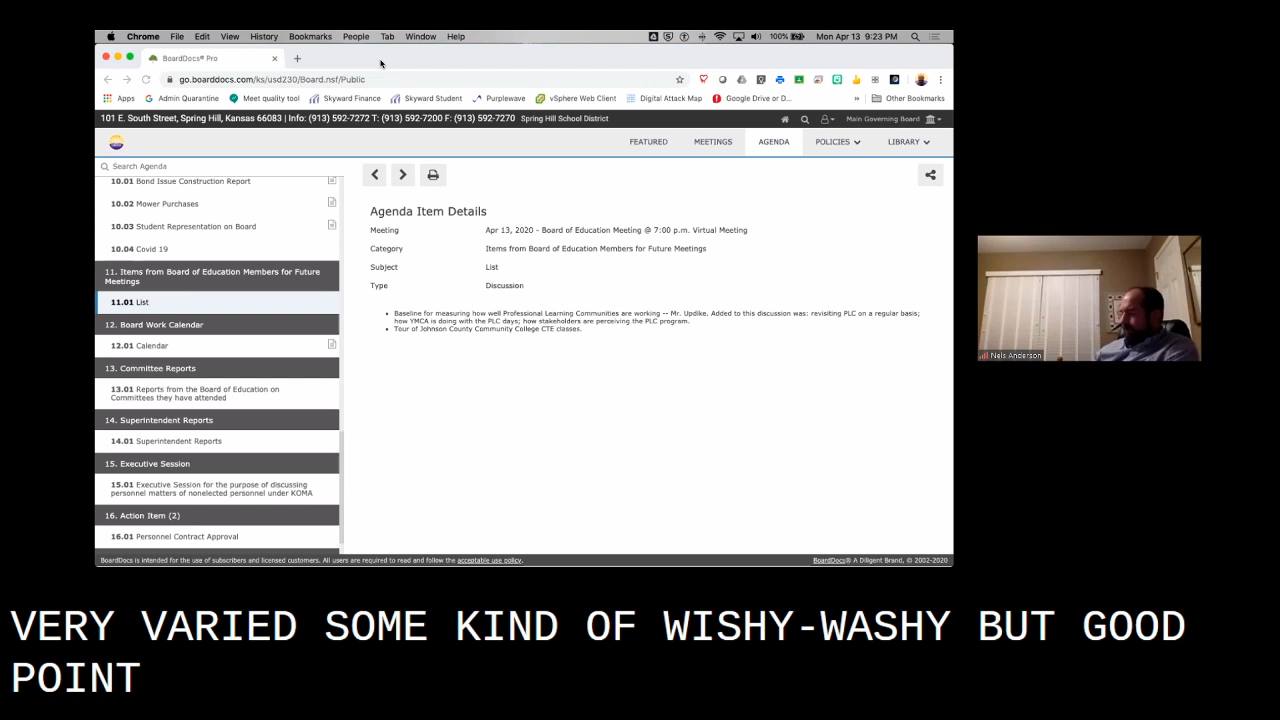 Chrome File Edit View History Bookmarks People Tab Window Help 100% Mon Apr 13 9:23 PM
BoardDocs® Pro
go.boarddocs.com/ks/usd230/Board.nsf/Public
Apps Admin Quarantine Meet quality tool Skyward Finance Skyward Student Purplewave vSphere Web Client Digital Attack Map Google Drive or D... » Other Bookmarks
101 E. South Street, Spring Hill, Kansas 66083 | Info: (913) 592-7272 T: (913) 592-7200 F: (913) 592-7270 Spring Hill School District Main Governing Board
FEATURED MEETINGS AGENDA POLICIES LIBRARY
Search Agenda
10.01 Bond Issue Construction Report
10.02 Mower Purchases
10.03 Student Representation on Board
10.04 Covid 19
11. Items from Board of Education Members for Future
Meetings
11.01 List
12. Board Work Calendar
12.01 Calendar
13. Committee Reports
13.01 Reports from the Board of Education on
Committees they have attended
14. Superintendent Reports
14.01 Superintendent Reports
15. Executive Session
15.01 Executive Session for the purpose of discussing
personnel matters of nonelected personnel under KOMA
16. Action Item (2)
16.01 Personnel Contract Approval
Agenda Item Details
Meeting Apr 13, 2020 - Board of Education Meeting @ 7:00 p.m. Virtual Meeting
Category Items from Board of Education Members for Future Meetings
Subject List
Type Discussion
• Baseline for measuring how well Professional Learning Communities are working -- Mr. Updike. Added to this discussion was: revisiting PLC on a regular basis;
how YMCA is doing with the PLC days; how stakeholders are perceiving the PLC program.
• Tour of Johnson County Community College CTE classes.
BoardDocs is intended for the use of subscribers and licensed customers. All users are required to read and follow the acceptable use policy. BoardDocs® A Diligent Brand, © 2002-2020
Nels Anderson
VERY VARIED SOME KIND OF WISHY-WASHY BUT GOOD
POINT